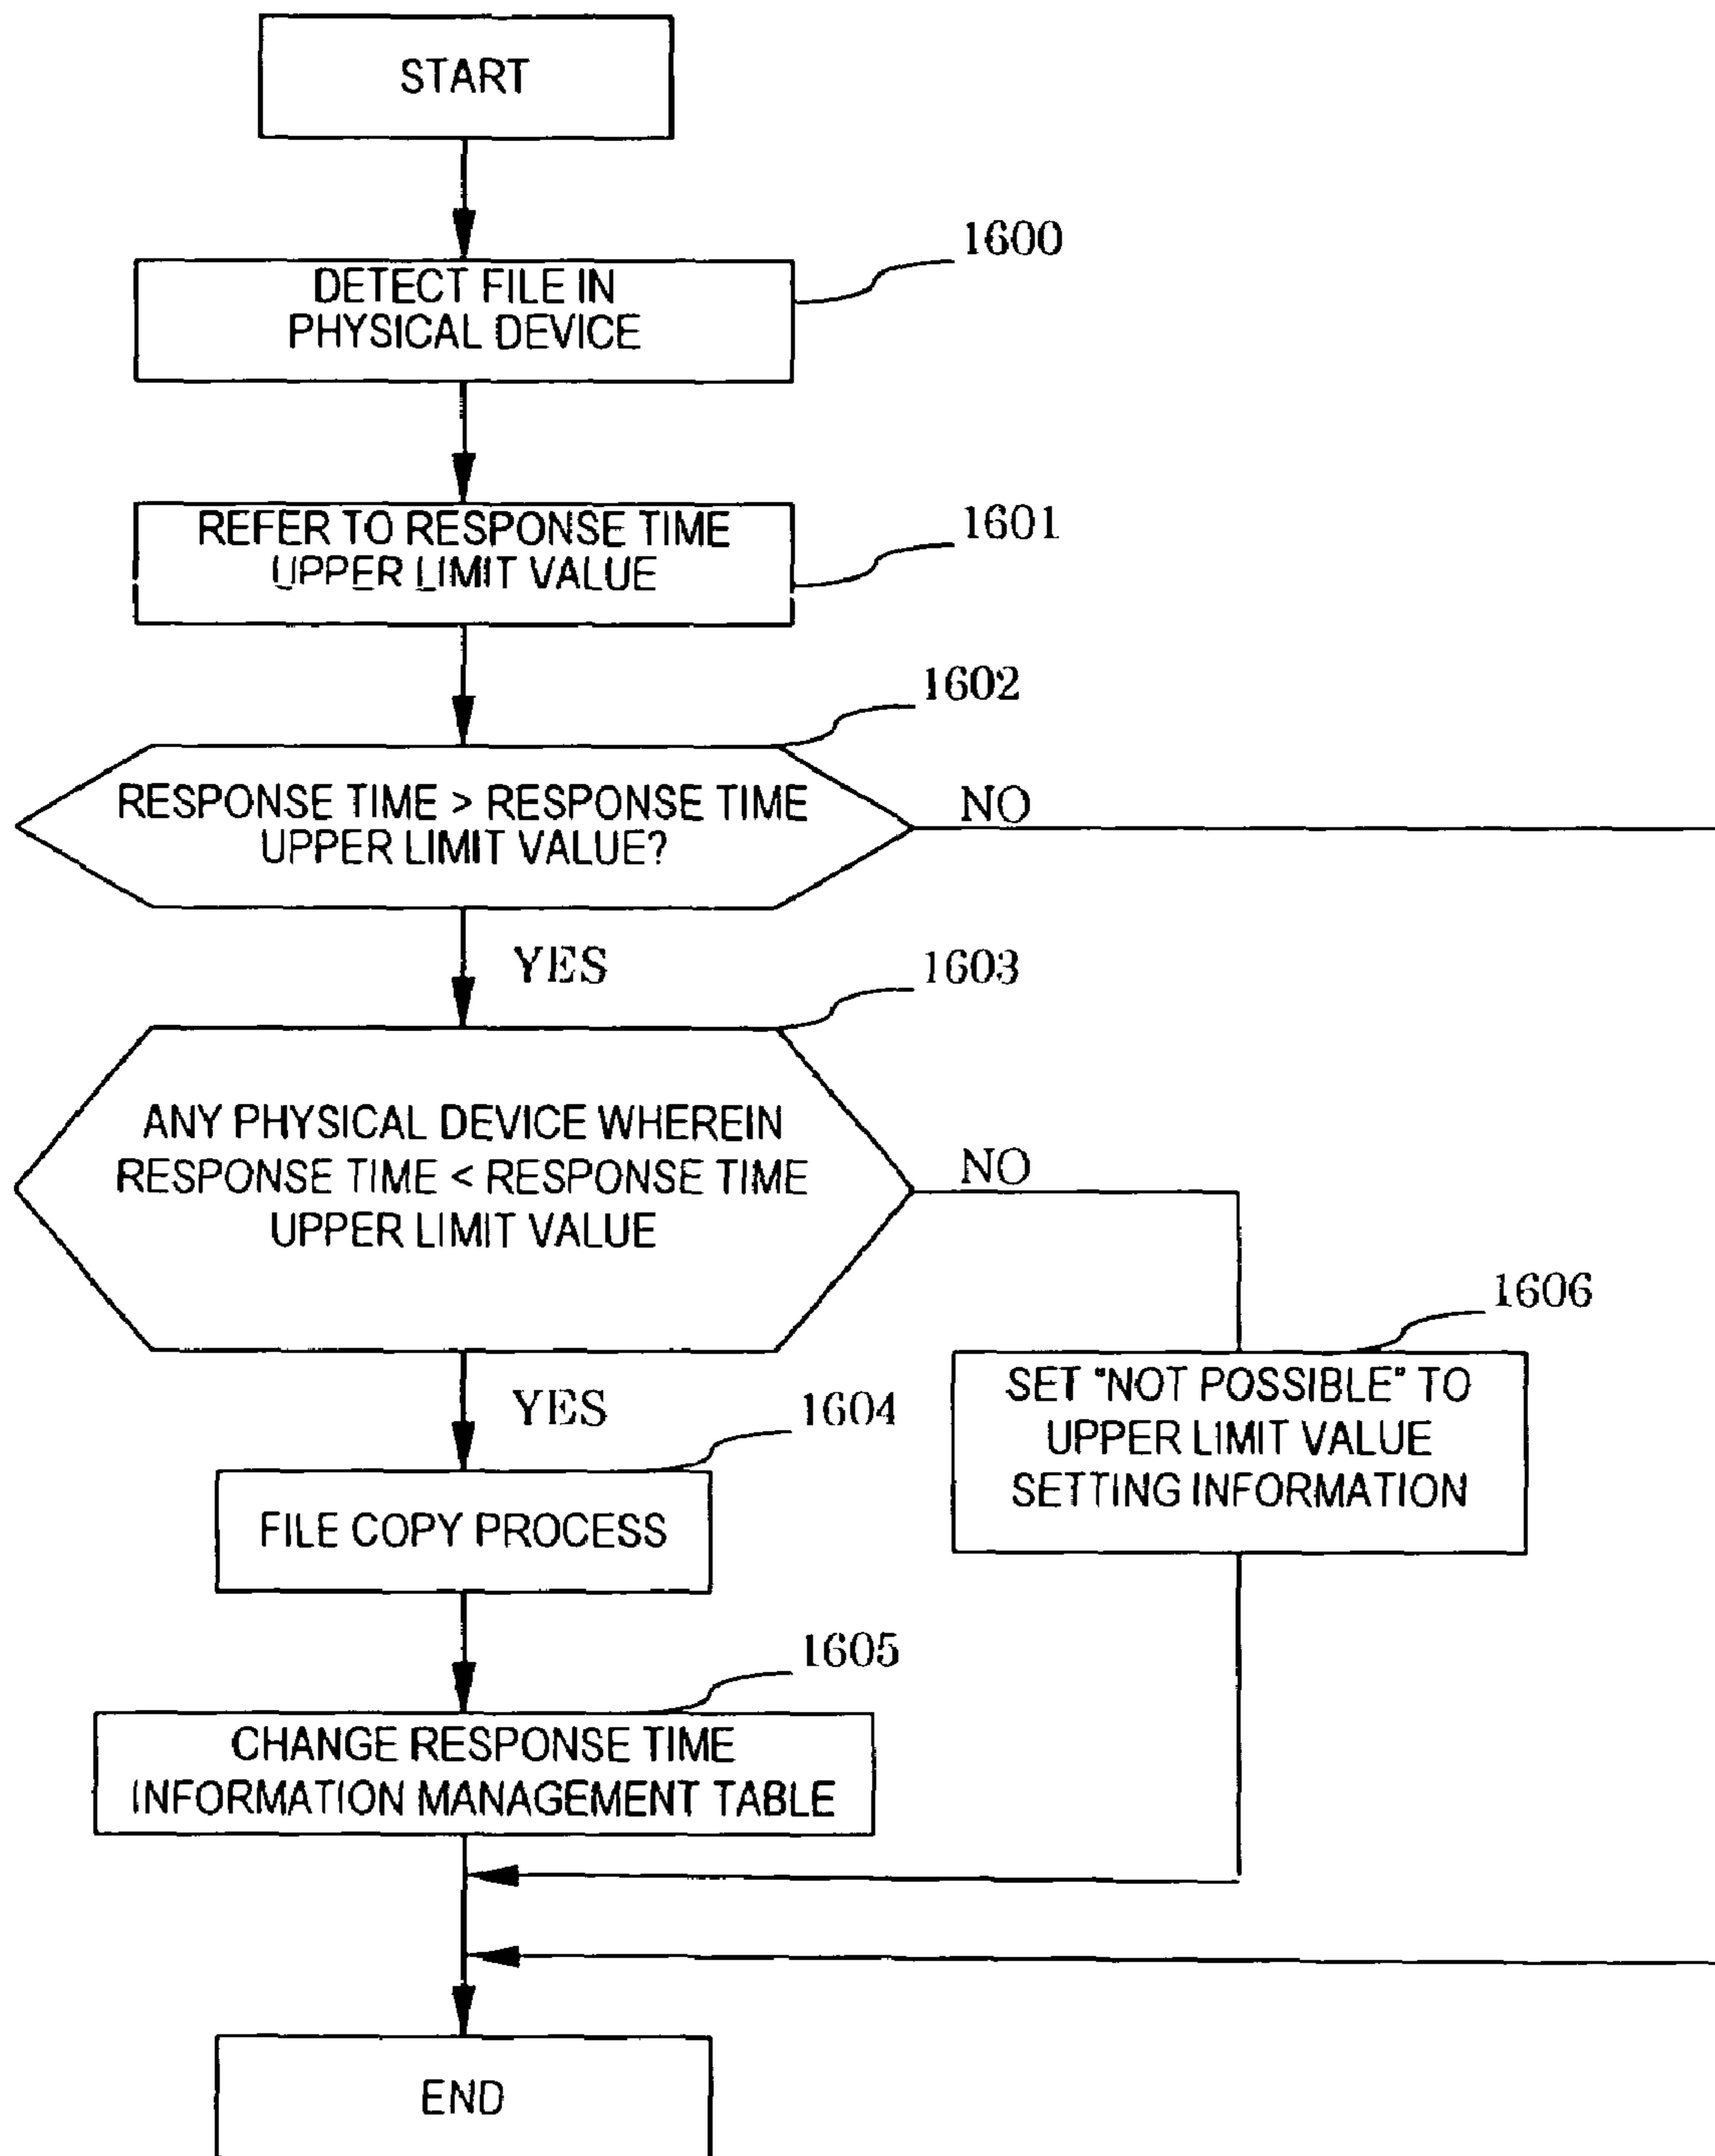 START
1600
DETECT FILE IN
PHYSICAL DEVICE
1601
REFER TO RESPONSE TIME
UPPER LIMIT VALUE
1602
RESPONSE TIME > RESPONSE TIME
UPPER LIMIT VALUE?
NO
YES
1603
ANY PHYSICAL DEVICE WHEREIN
RESPONSE TIME < RESPONSE TIME
UPPER LIMIT VALUE
NO
1606
SET "NOT POSSIBLE" TO
UPPER LIMIT VALUE
SETTING INFORMATION
YES
1604
FILE COPY PROCESS
1605
CHANGE RESPONSE TIME
INFORMATION MANAGEMENT TABLE
END